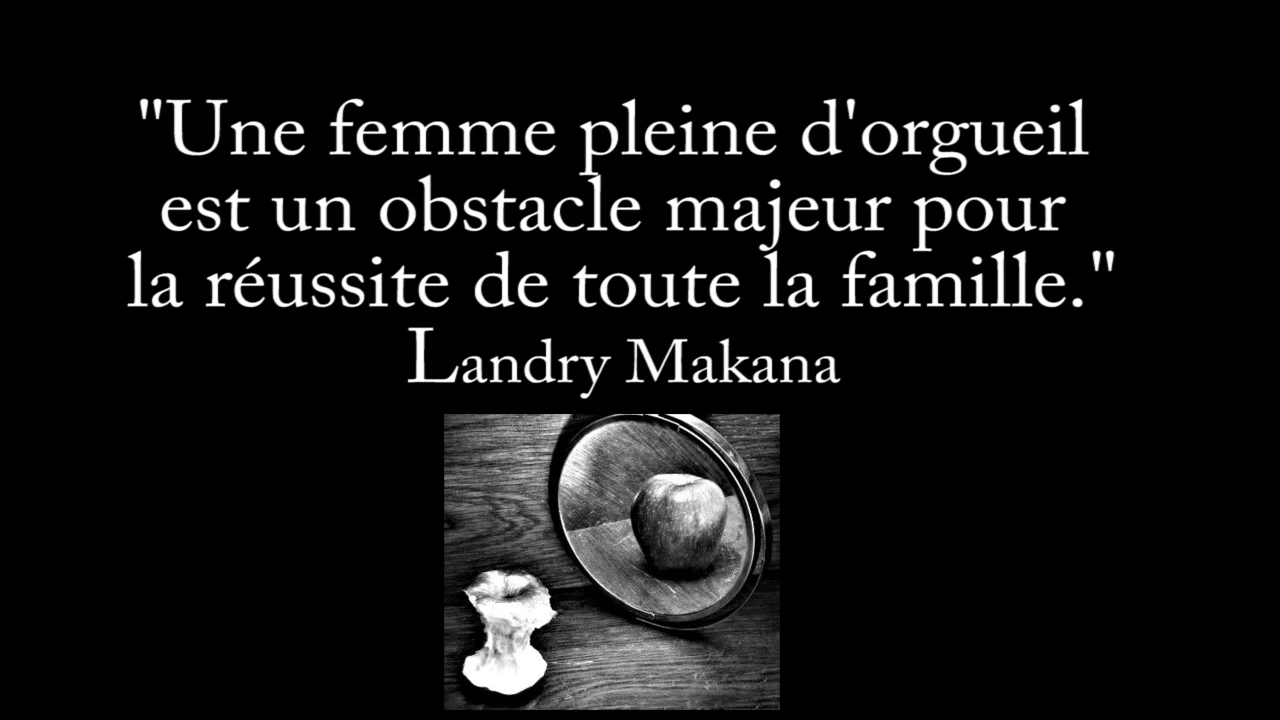 "Une femme pleine d'orgueil
est un obstacle majeur pour
la réussite de toute la famille."
Landry Makana